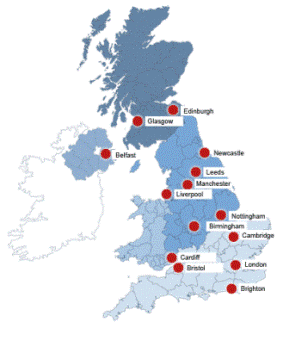 Edinburgh
Glasgow
Newcastle
Belfast
Leeds
Manchester
Liverpool
Nottingham
Birmingham
Cambridge
Cardiff
London
Bristol
Brighton